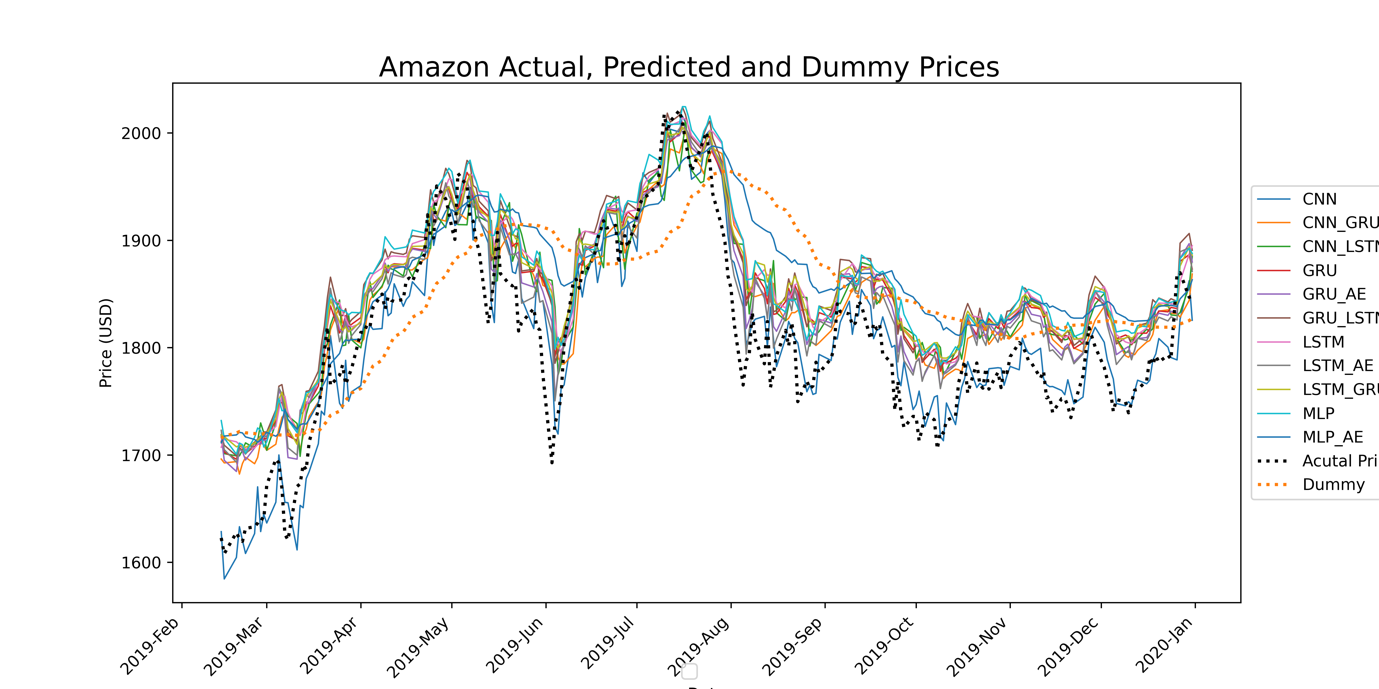 Amazon Actual, Predicted and Dummy Prices
Price (USD)
2000
1900
1800
1700
1600
2019-Feb
2019-Mar
2019-Apr
2019-May
2019-Jun
2019-Jul
2019-Aug
2019-Sep
2019-Oct
2019-Nov
2019-Dec
2020-Jan
CNN
CNN_GRU
CNN_LSTM
GRU
GRU_AE
GRU_LSTM
LSTM
LSTM_AE
LSTM_GRU
MLP
MLP_AE
Acutal Pri
Dummy